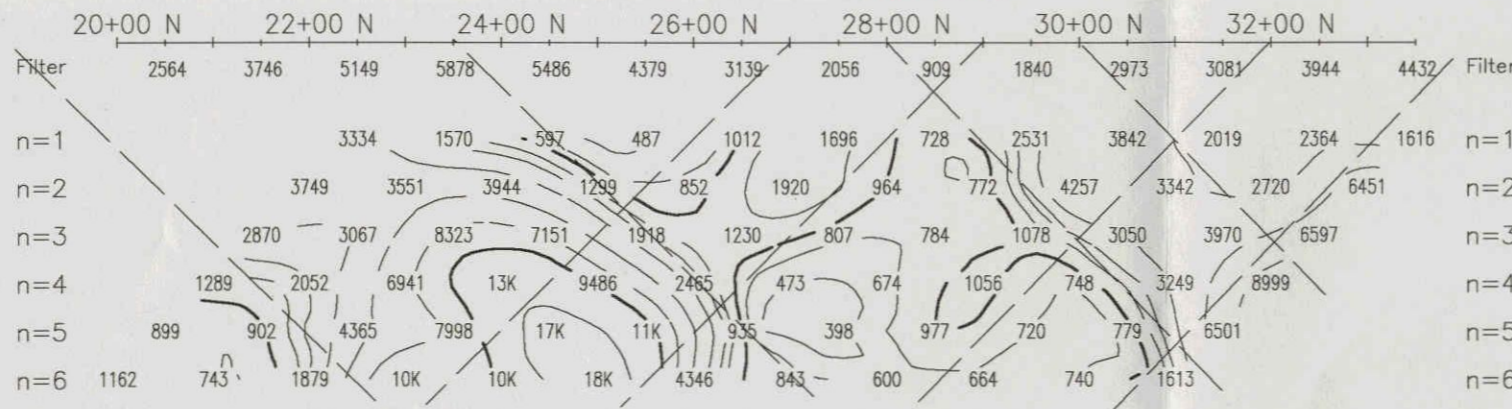 20+00 N 22+00 N 24+00 N 26+00 N 28+00 N 30+00 N 32+00 N
Filter 2564 3746 5149 5878 5486 4379 3139 2056 909 1840 2973 3081 3944 4432 Filter
n=1 3334 1570 597 487 1012 1696 728 2531 3842 2019 2364 1616 n=1
n=2 3749 3551 3944 1299 852 1920 964 772 4257 3342 2720 6451 n=2
n=3 2870 3067 8323 7151 1918 1230 807 784 1078 3050 3970 6597 n=3
n=4 1289 2052 6941 13K 9486 2465 473 674 1056 748 3249 8999 n=4
n=5 899 902 4365 7998 17K 11K 935 398 977 720 779 6501 n=5
n=6 1162 743 1879 10K 10K 18K 4346 843 600 664 740 1613 n=6